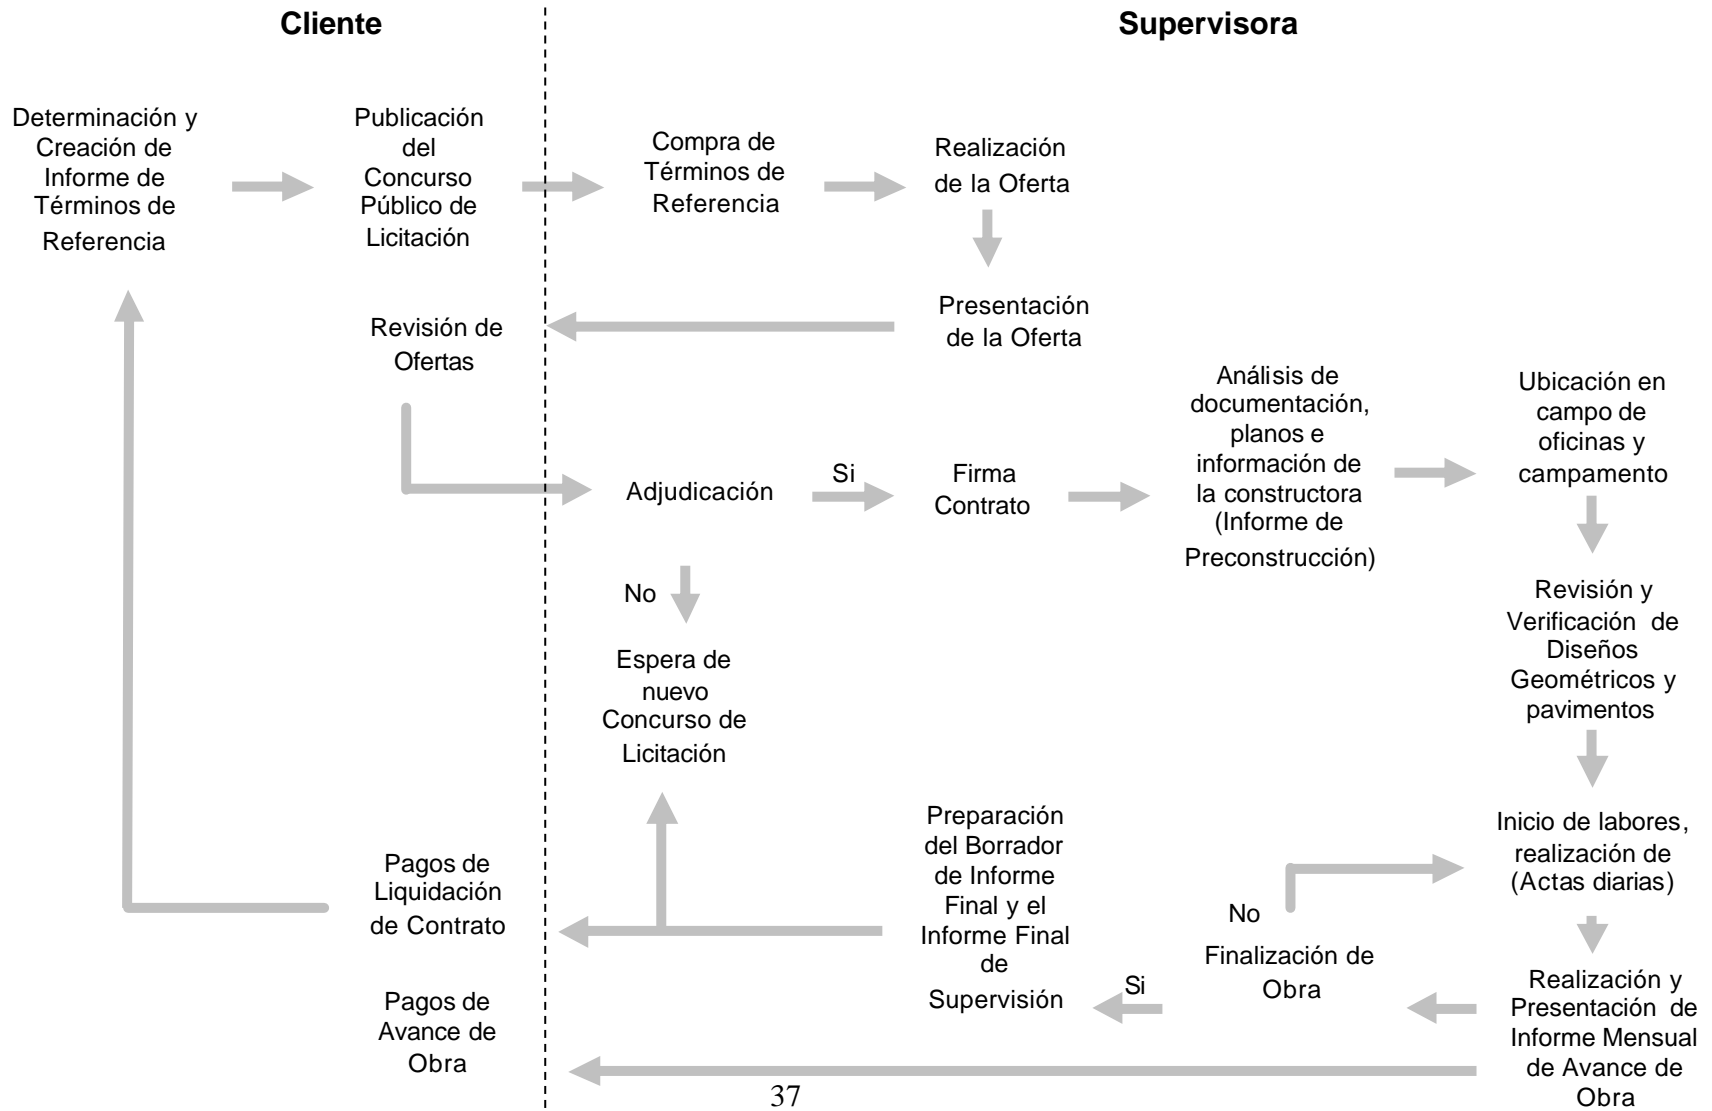 Cliente
Supervisora
Determinación y
Creación de
Informe de
Términos de
Referencia
Publicación
del
Concurso
Público de
Licitación
Compra de
Términos de
Referencia
Realización
de la Oferta
Presentación
de la Oferta
Revisión de
Ofertas
Adjudicación
Si
Firma
Contrato
Análisis de
documentación,
planos e
información de
la constructora
(Informe de
Preconstrucción)
Ubicación en
campo de
oficinas y
campamento
No
Espera de
nuevo
Concurso de
Licitación
Revisión y
Verificación de
Diseños
Geométricos y
pavimentos
Inicio de labores,
realización de
(Actas diarias)
Realización y
Presentación de
Informe Mensual
de Avance de
Obra
No
Finalización de
Obra
Si
Preparación
del Borrador
de Informe
Final y el
Informe Final
de
Supervisión
Pagos de
Liquidación
de Contrato
Pagos de
Avance de
Obra
37